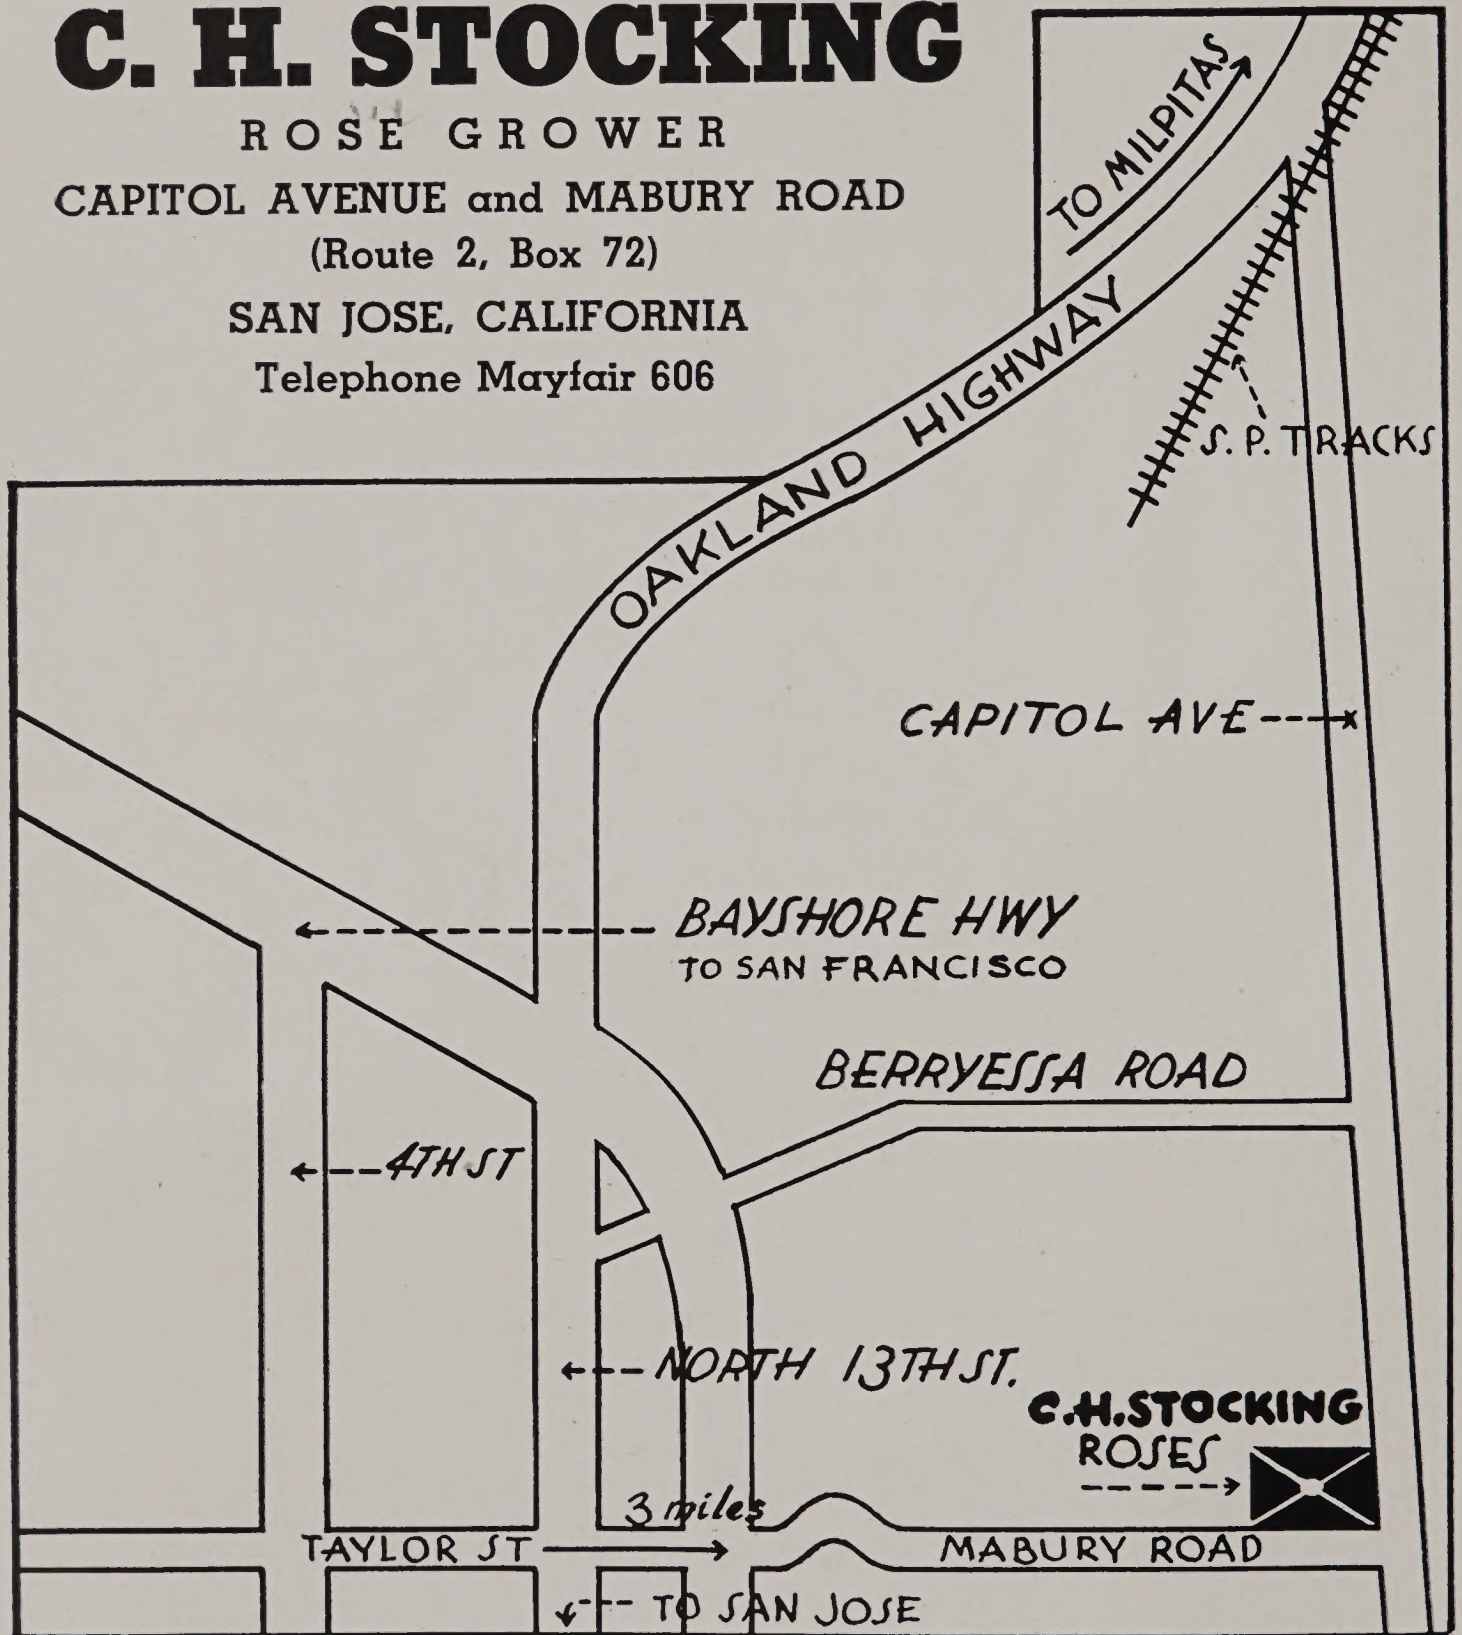 C. H. STOCKING
ROSE GROWER
CAPITOL AVENUE and MABURY ROAD
(Route 2, Box 72)
SAN JOSE, CALIFORNIA
Telephone Mayfair 606
TO MILPITAS
OAKLAND HIGHWAY
S. P. TRACKS
CAPITOL AVE
BAYSHORE HWY
TO SAN FRANCISCO
BERRYESSA ROAD
4TH ST
NORTH 13TH ST.
C.H.STOCKING
ROSES
3 miles
TAYLOR ST
MABURY ROAD
TO SAN JOSE